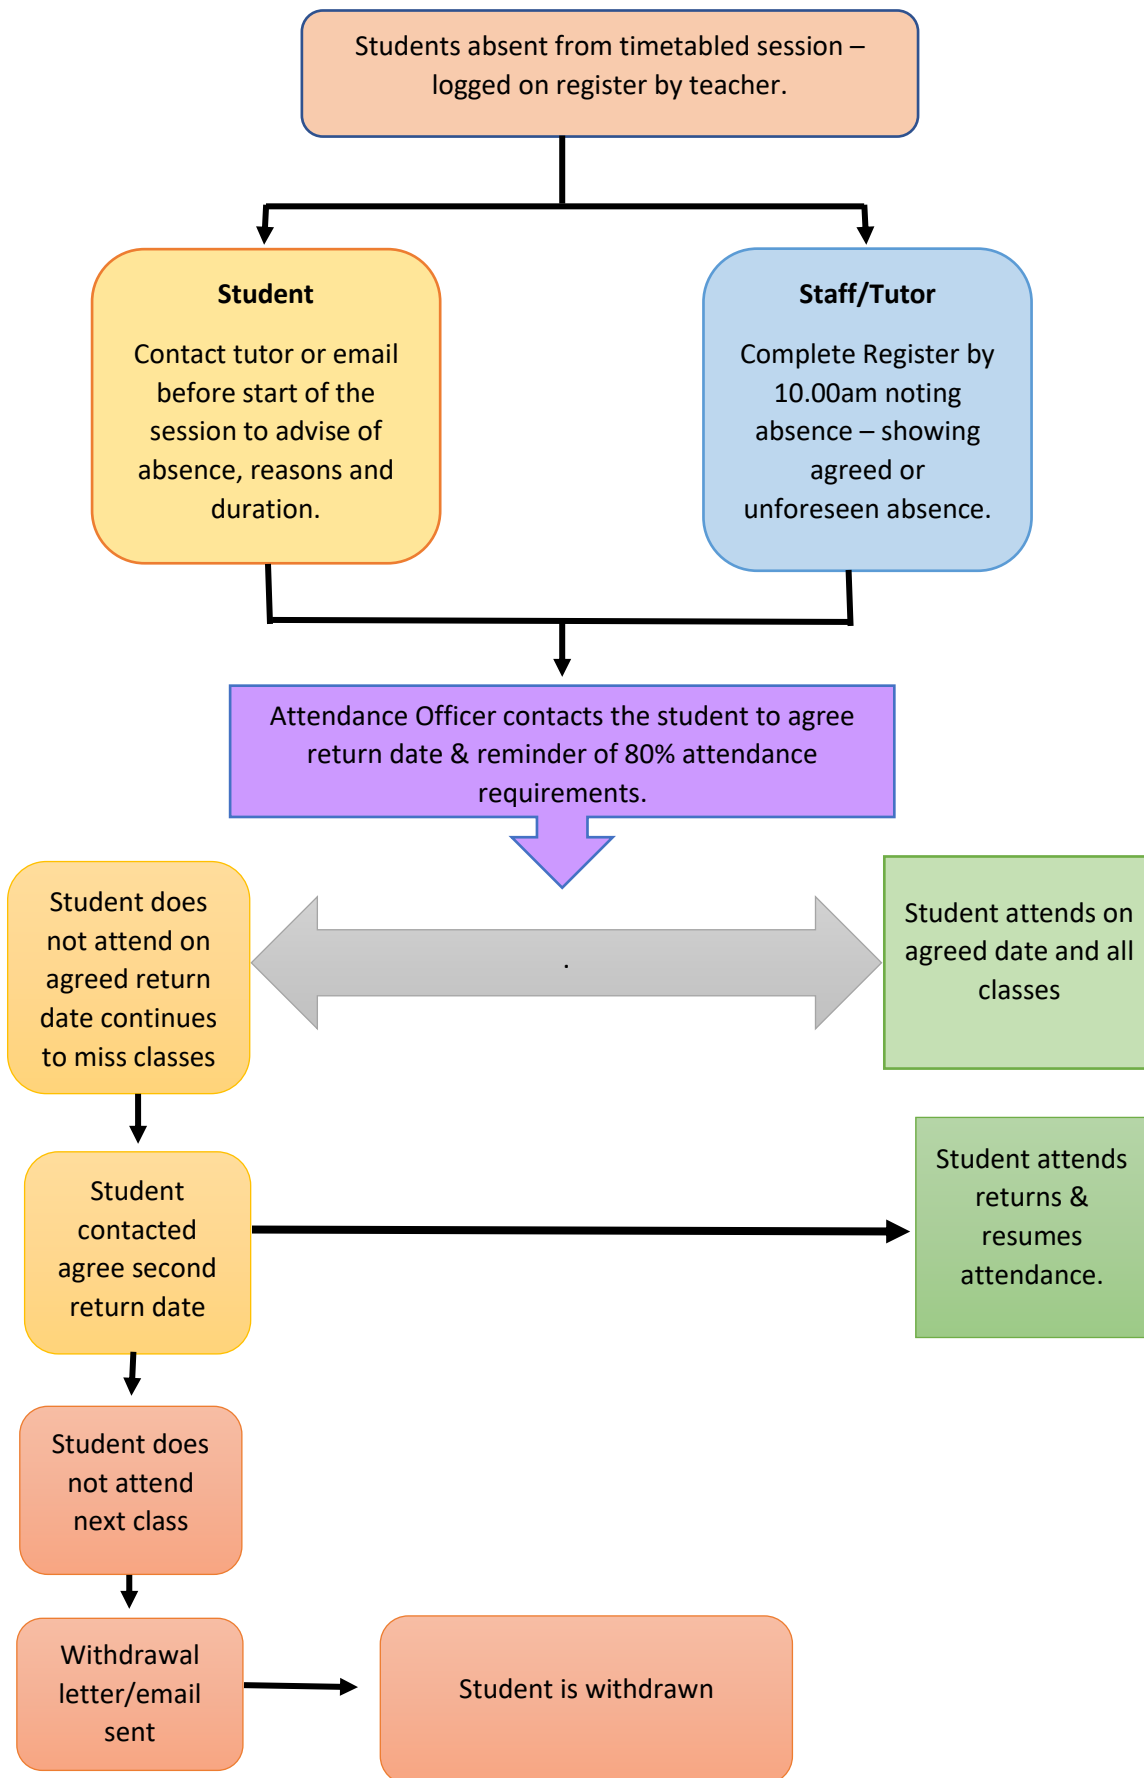 Students absent from timetabled session –
logged on register by teacher.
Student
Contact tutor or email
before start of the
session to advise of
absence, reasons and
duration.
Staff/Tutor
Complete Register by
10.00am noting
absence – showing
agreed or
unforeseen absence.
Attendance Officer contacts the student to agree
return date & reminder of 80% attendance
requirements.
Student does
not attend on
agreed return
date continues
to miss classes
.
Student attends on
agreed date and all
classes
Student
contacted
agree second
return date
Student attends
returns &
resumes
attendance.
Student does
not attend
next class
Withdrawal
letter/email
sent
Student is withdrawn